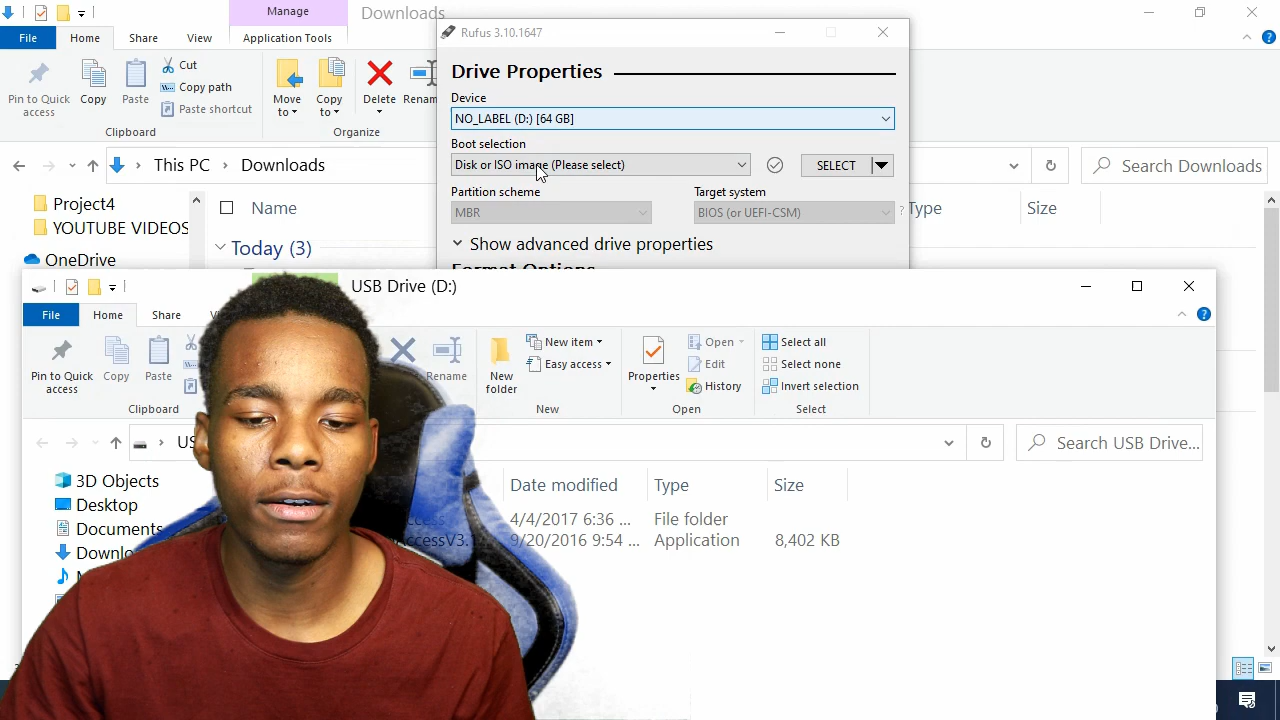 Manage
Downloads
File
Home
Share
View
Application Tools
Pin to Quick access
Copy
Paste
Cut
Copy path
Paste shortcut
Clipboard
Move to
Copy to
Delete
Organize
This PC
Downloads
Search Downloads
Project4
YOUTUBE VIDEOS
OneDrive
Name
Type
Size
Today (3)
Rufus 3.10.1647
Drive Properties
Device
NO_LABEL (D:) [64 GB]
Boot selection
Disk or ISO image (Please select)
SELECT
Partition scheme
Target system
MBR
BIOS (or UEFI-CSM)
?
Show advanced drive properties
Format Options
USB Drive (D:)
File
Home
Share
Pin to Quick access
Copy
Paste
Clipboard
Rename
New folder
New item
Easy access
New
Properties
Open
Edit
History
Open
Select all
Select none
Invert selection
Select
Search USB Drive...
3D Objects
Desktop
Documents
Date modified
Type
Size
4/4/2017 6:36 ...
File folder
9/20/2016 9:54 ...
Application
8,402 KB